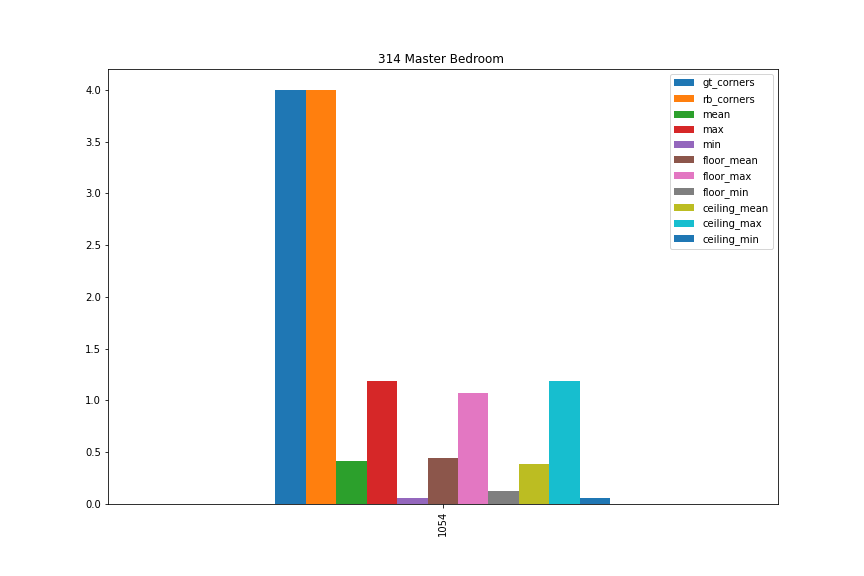 314 Master Bedroom
4.0
3.5
3.0
2.5
2.0
1.5
1.0
0.5
0.0
1054
gt_corners
rb_corners
mean
max
min
floor_mean
floor_max
floor_min
ceiling_mean
ceiling_max
ceiling_min